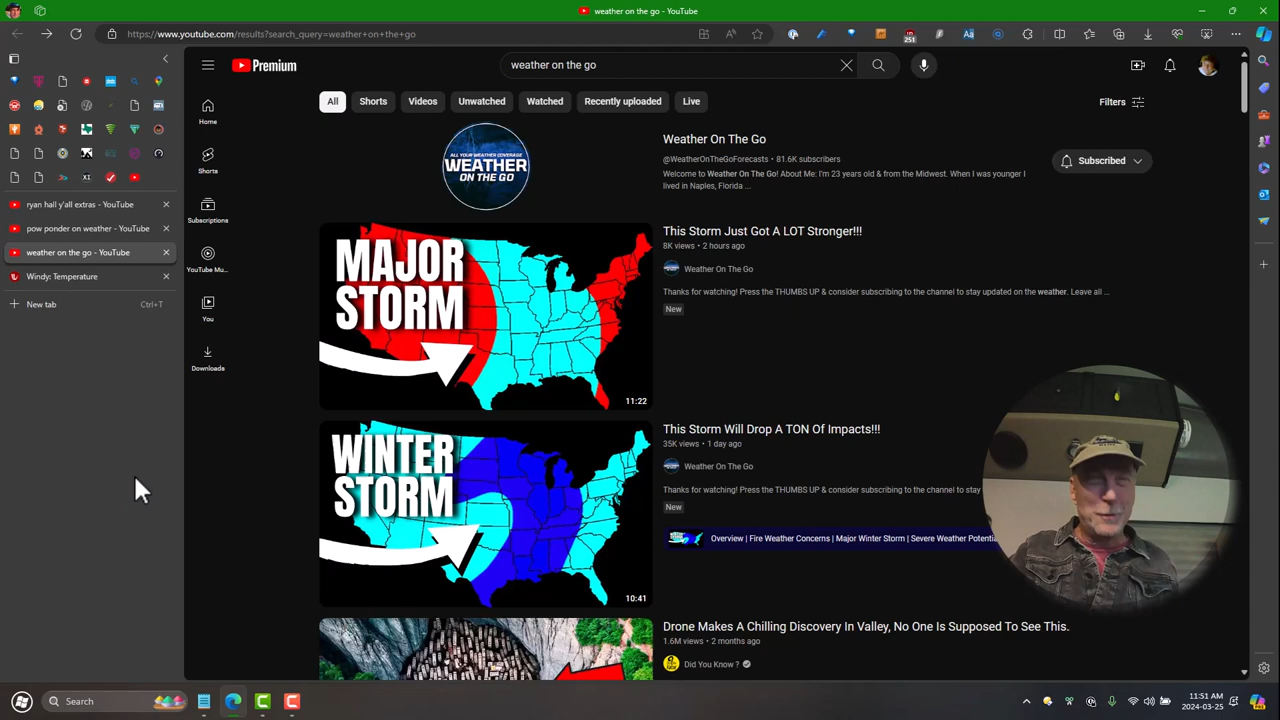 weather on the go - YouTube
https://www.youtube.com/results?search_query=weather+on+the+go
251
Premium
weather on the go
All
Shorts
Videos
Unwatched
Watched
Recently uploaded
Live
Filters
Home
Shorts
Subscriptions
YouTube Mu...
You
Downloads
ryan hall y'all extras - YouTube
pow ponder on weather - YouTube
weather on the go - YouTube
Windy: Temperature
New tab
Ctrl+T
ALL YOUR WEATHER COVERAGE
WEATHER
ON THE GO
Weather On The Go
@WeatherOnTheGoForecasts • 81.6K subscribers
Welcome to Weather On The Go! About Me: I'm 23 years old & from the Midwest. When I was younger I
lived in Naples, Florida ...
Subscribed
MAJOR
STORM
11:22
This Storm Just Got A LOT Stronger!!!
8K views • 2 hours ago
Weather On The Go
Thanks for watching! Press the THUMBS UP & consider subscribing to the channel to stay updated on the weather. Leave all ...
New
WINTER
STORM
10:41
This Storm Will Drop A TON Of Impacts!!!
35K views • 1 day ago
Weather On The Go
Thanks for watching! Press the THUMBS UP & consider subscribing to the channel to stay
New
Overview | Fire Weather Concerns | Major Winter Storm | Severe Weather Potentia
Drone Makes A Chilling Discovery In Valley, No One Is Supposed To See This.
1.6M views • 2 months ago
Did You Know ?
Search
11:51 AM
2024-03-25